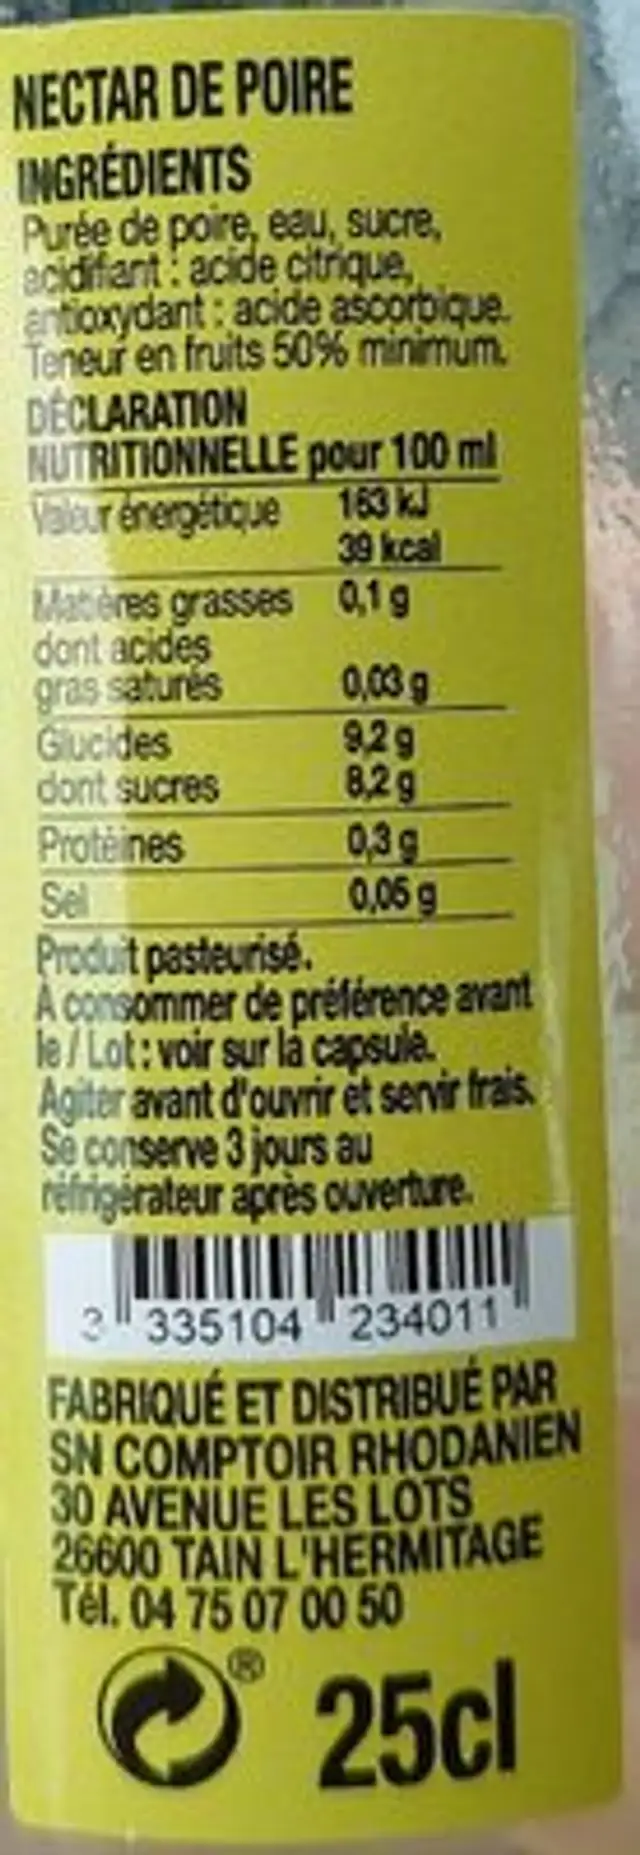 NECTAR DE POIRE
INGRÉDIENTS
Purée de poire, eau, sucre,
acidifiant : acide citrique,
antioxydant : acide ascorbique.
Teneur en fruits 50% minimum.
DÉCLARATION
NUTRITIONNELLE pour 100 ml
Valeur énergétique 163 kJ
39 kcal
Matières grasses 0,1 g
dont acides
gras saturés 0,03 g
Glucides 9,2 g
dont sucres 8,2 g
Protéines 0,3 g
Sel 0,05 g
Produit pasteurisé.
A consommer de préférence avant
le / Lot : voir sur la capsule.
Agiter avant d'ouvrir et servir frais.
Se conserve 3 jours au
réfrigérateur après ouverture.
3 335104 234011
FABRIQUÉ ET DISTRIBUÉ PAR
SN COMPTOIR RHODANIEN
30 AVENUE LES LOTS
26600 TAIN L'HERMITAGE
Tél. 04 75 07 00 50
® 25cl